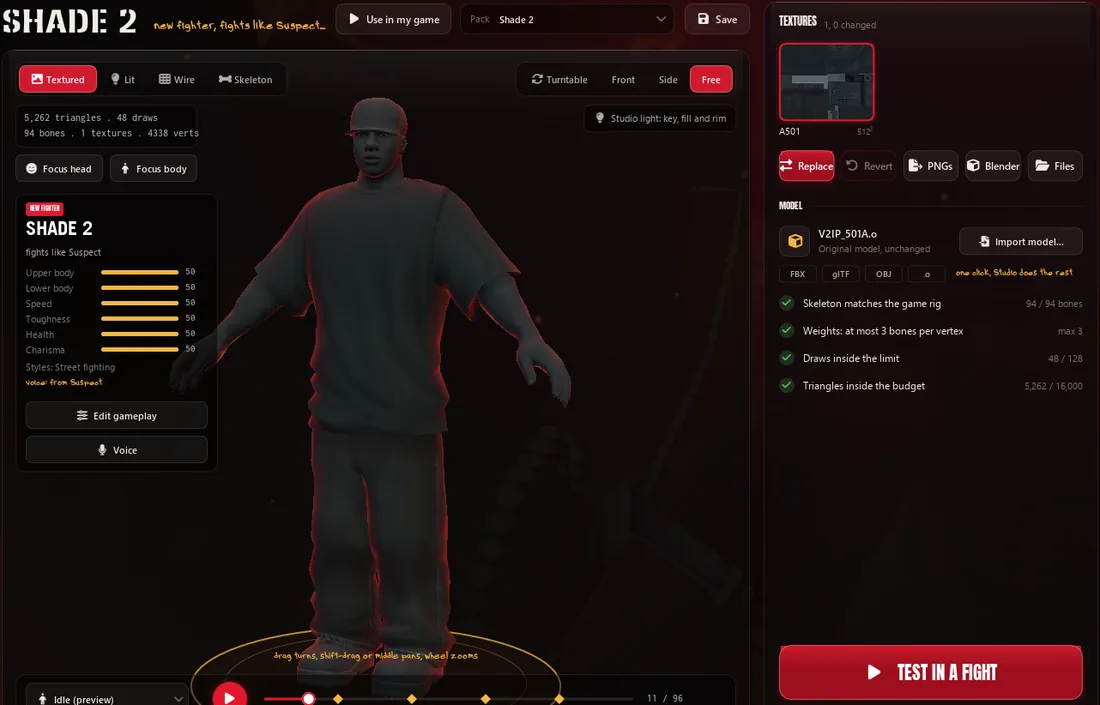 SHADE 2
new fighter, fights like Suspect...
Use in my game
Pack Shade 2
Save
Textured
Lit
Wire
Skeleton
Turntable
Front
Side
Free
5,262 triangles . 48 draws
94 bones . 1 textures . 4338 verts
Studio light: key, fill and rim
Focus head
Focus body
NEW FIGHTER
SHADE 2
fights like Suspect
Upper body 50
Lower body 50
Speed 50
Toughness 50
Health 50
Charisma 50
Styles: Street fighting
voice: from Suspect
Edit gameplay
Voice
drag turns, shift-drag or middle pans, wheel zooms
Idle (preview)
11 / 96
TEXTURES 1, 0 changed
A501 512²
Replace
Revert
PNGs
Blender
Files
MODEL
V2IP_501A.o
Original model, unchanged
Import model...
FBX
glTF
OBJ
.o
one click, Studio does the rest
Skeleton matches the game rig 94 / 94 bones
Weights: at most 3 bones per vertex max 3
Draws inside the limit 48 / 128
Triangles inside the budget 5,262 / 16,000
TEST IN A FIGHT